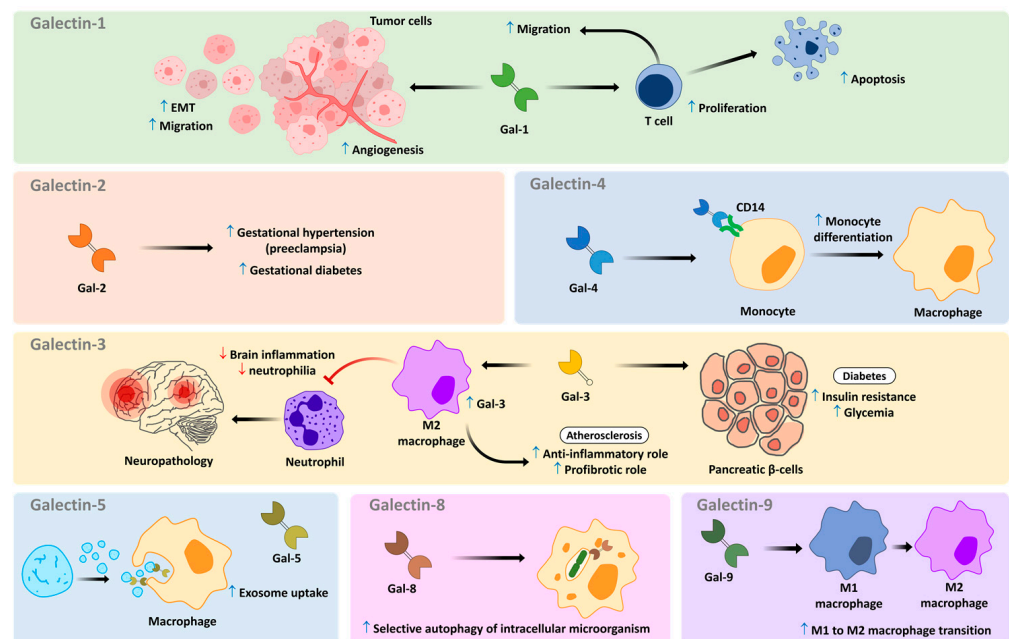 Galectin-1
Tumor cells
↑ EMT
↑ Migration
↑ Angiogenesis
Gal-1
↑ Migration
T cell
↑ Proliferation
↑ Apoptosis
Galectin-2
Gal-2
↑ Gestational hypertension
(preeclampsia)
↑ Gestational diabetes
Galectin-4
Gal-4
CD14
Monocyte
↑ Monocyte
differentiation
Macrophage
Galectin-3
Neuropathology
↓ Brain inflammation
↓ neutrophilia
Neutrophil
M2
macrophage
↑ Gal-3
Atherosclerosis
↑ Anti-inflammatory role
↑ Profibrotic role
Gal-3
Pancreatic β-cells
Diabetes
↑ Insulin resistance
↑ Glycemia
Galectin-5
Macrophage
Gal-5
↑ Exosome uptake
Galectin-8
Gal-8
↑ Selective autophagy of intracellular microorganism
Galectin-9
Gal-9
M1
macrophage
M2
macrophage
↑ M1 to M2 macrophage transition